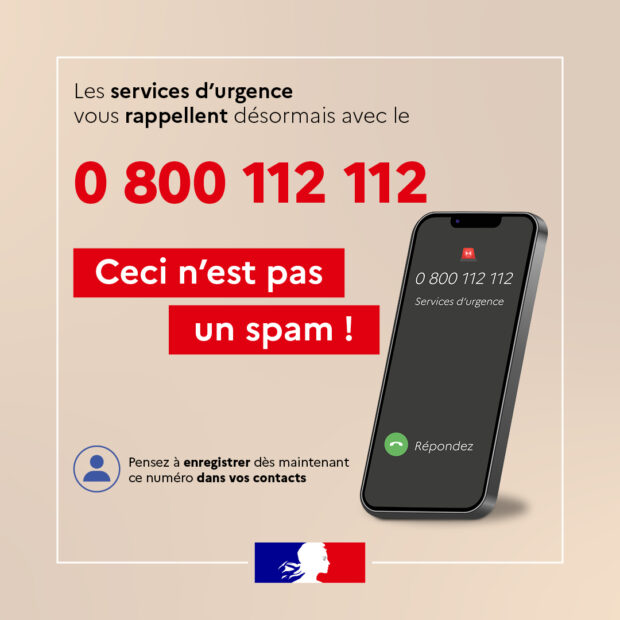 Les services d’urgence
vous rappellent désormais avec le
0 800 112 112
Ceci n’est pas
un spam !
0 800 112 112
Services d’urgence
Répondez
Pensez à enregistrer dès maintenant
ce numéro dans vos contacts